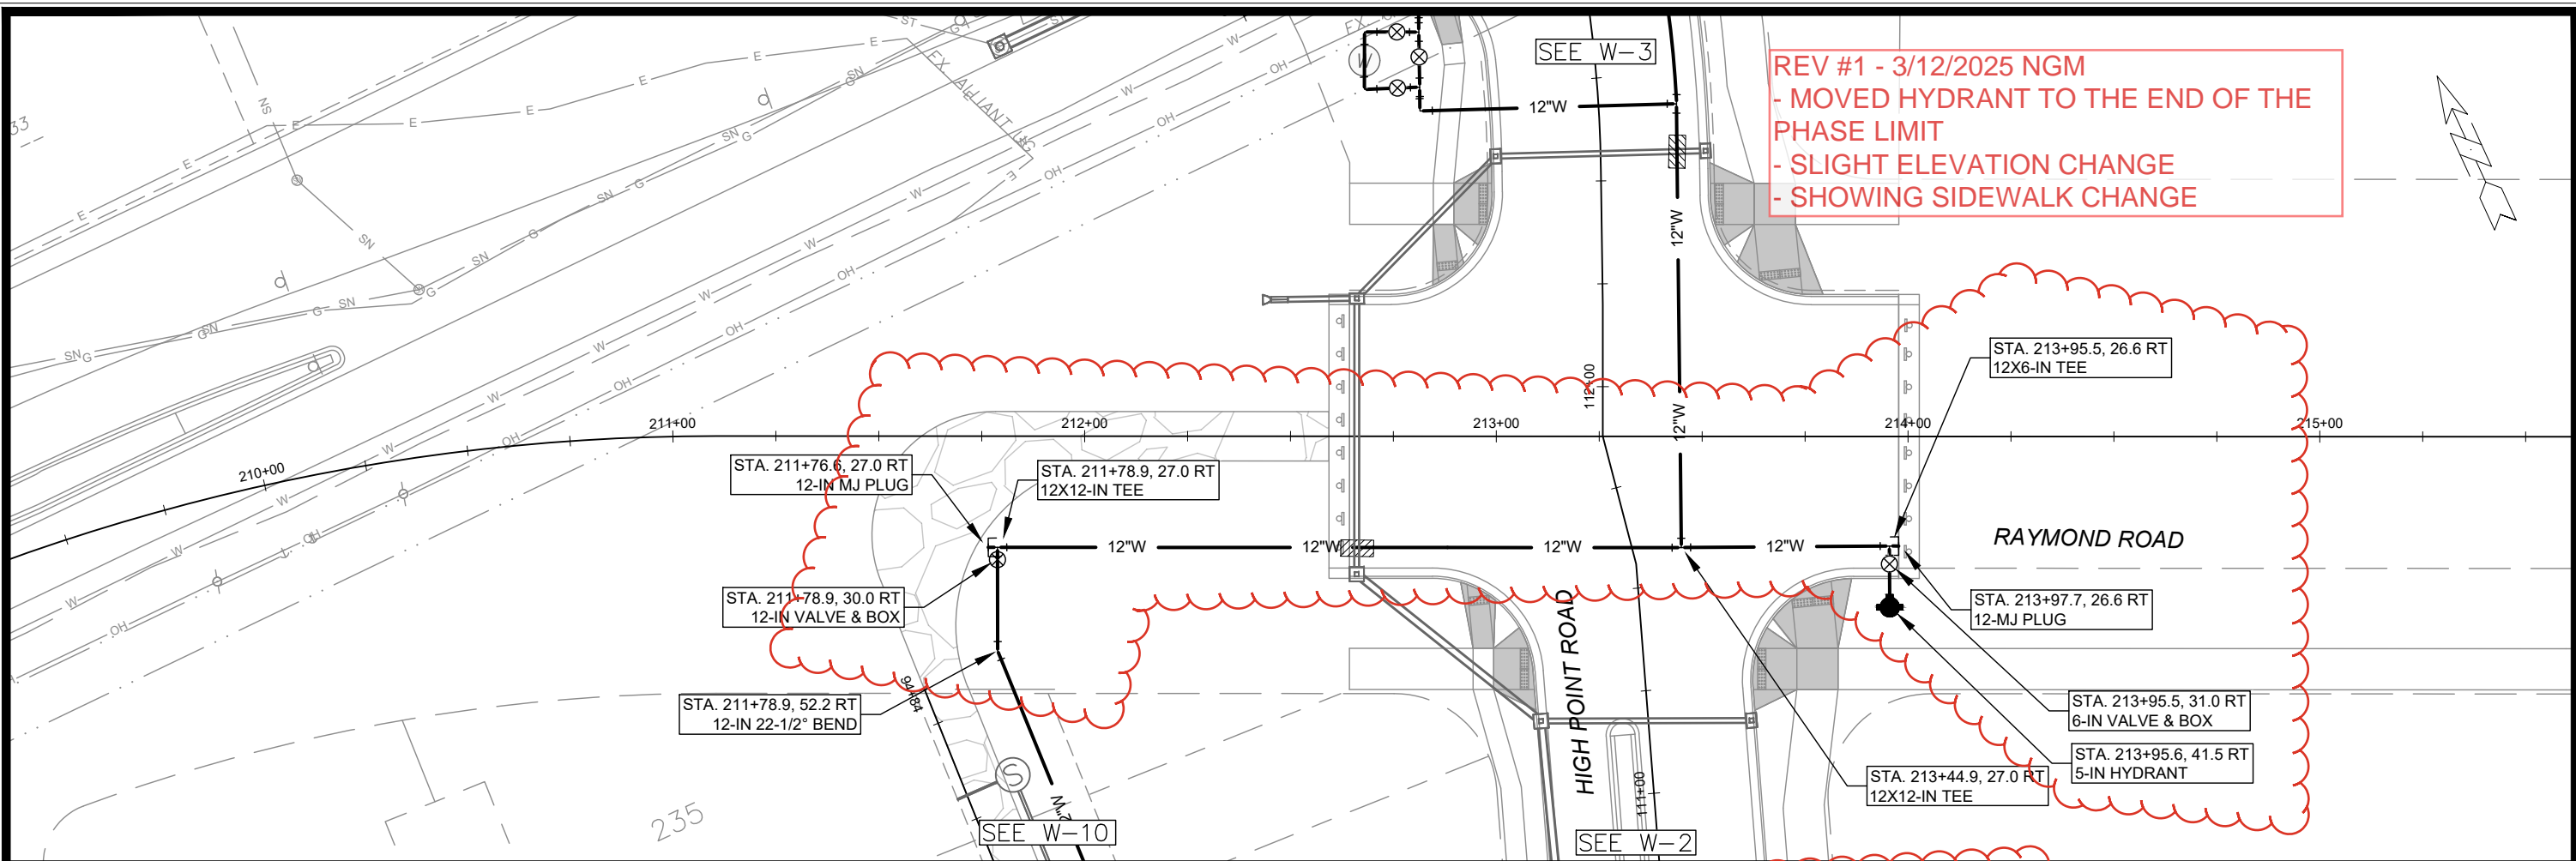 SEE W-3
REV #1 - 3/12/2025 NGM
- MOVED HYDRANT TO THE END OF THE
PHASE LIMIT
- SLIGHT ELEVATION CHANGE
- SHOWING SIDEWALK CHANGE
EX. ALLIANT
W
12"W
12"W
12"W
33
STA. 213+95.5, 26.6 RT
12X6-IN TEE
112+00
210+00
211+00
212+00
213+00
214+00
215+00
STA. 211+76.6, 27.0 RT
12-IN MJ PLUG
STA. 211+78.9, 27.0 RT
12X12-IN TEE
12"W
12"W
12"W
12"W
RAYMOND ROAD
STA. 211+78.9, 30.0 RT
12-IN VALVE & BOX
STA. 213+97.7, 26.6 RT
12-MJ PLUG
HIGH POINT ROAD
STA. 211+78.9, 52.2 RT
12-IN 22-1/2° BEND
STA. 213+95.5, 31.0 RT
6-IN VALVE & BOX
STA. 213+95.6, 41.5 RT
5-IN HYDRANT
STA. 213+44.9, 27.0 RT
12X12-IN TEE
111+00
S
235
SEE W-10
SEE W-2